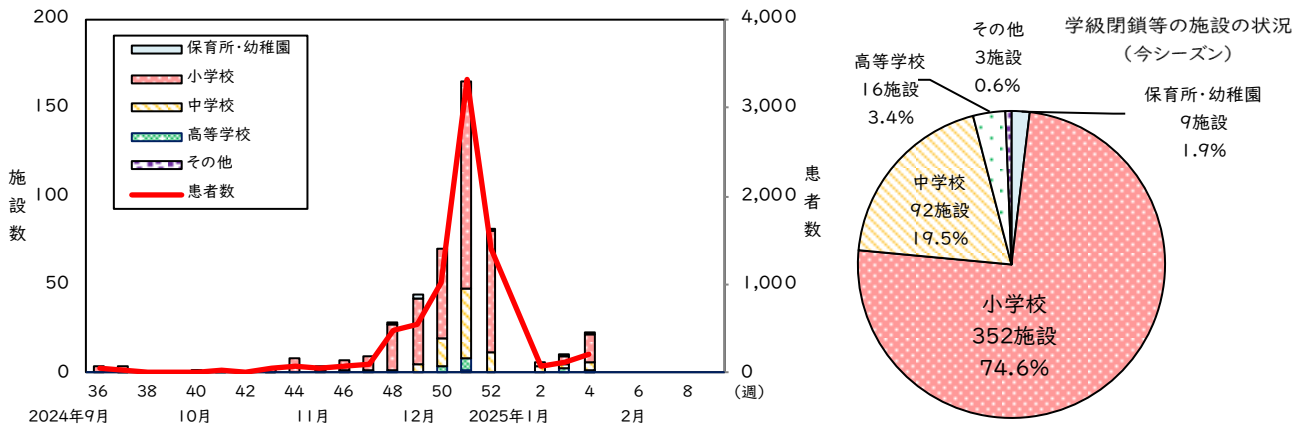 200
150
100
50
0
施設数
保育所・幼稚園
小学校
中学校
高等学校
その他
患者数
4,000
3,000
2,000
1,000
0
患者数
36 38 40 42 44 46 48 50 52 2 4 6 8 (週)
2024年9月 10月 11月 12月 2025年1月 2月
学級閉鎖等の施設の状況
(今シーズン)
その他
3施設
0.6%
高等学校
16施設
3.4%
保育所・幼稚園
9施設
1.9%
中学校
92施設
19.5%
小学校
352施設
74.6%